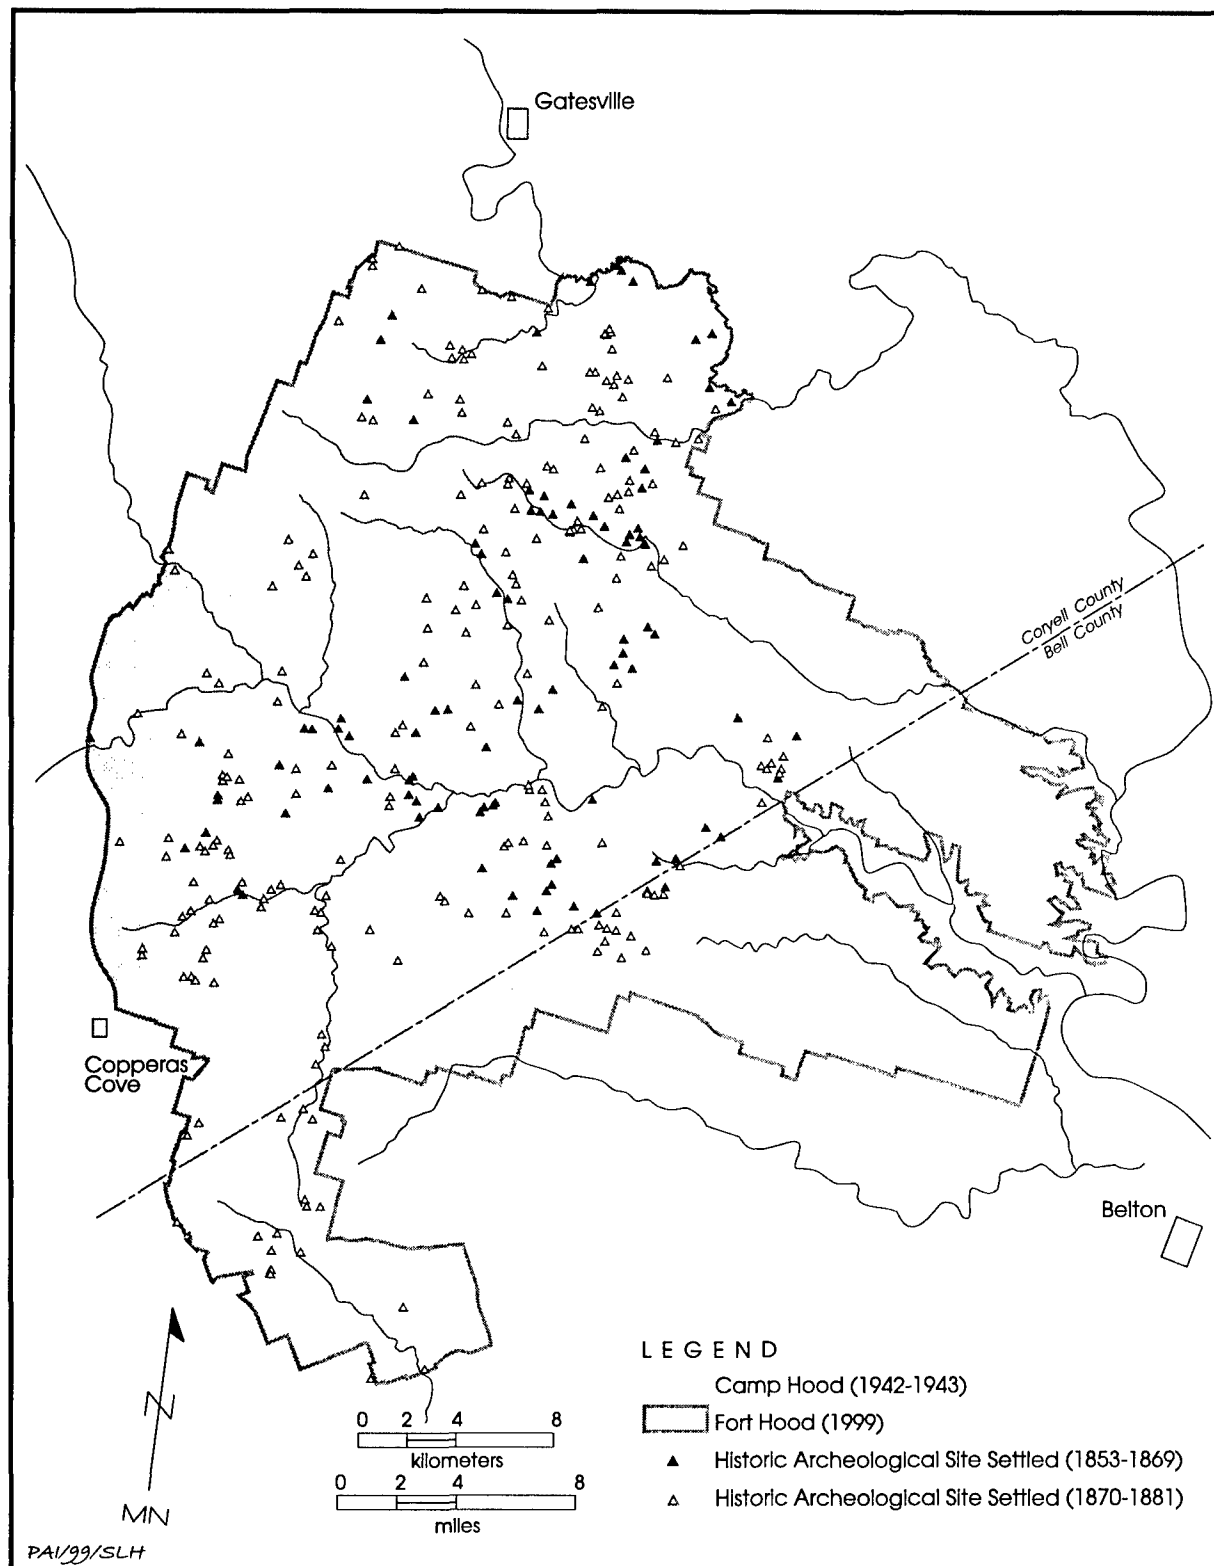 Gatesville
Coryell County
Bell County
Copperas
Cove
Belton
LEGEND
Camp Hood (1942-1943)
Fort Hood (1999)
Historic Archeological Site Settled (1853-1869)
Historic Archeological Site Settled (1870-1881)
0 2 4 8
kilometers
0 2 4 8
miles
N
MN
PAI/99/SLH